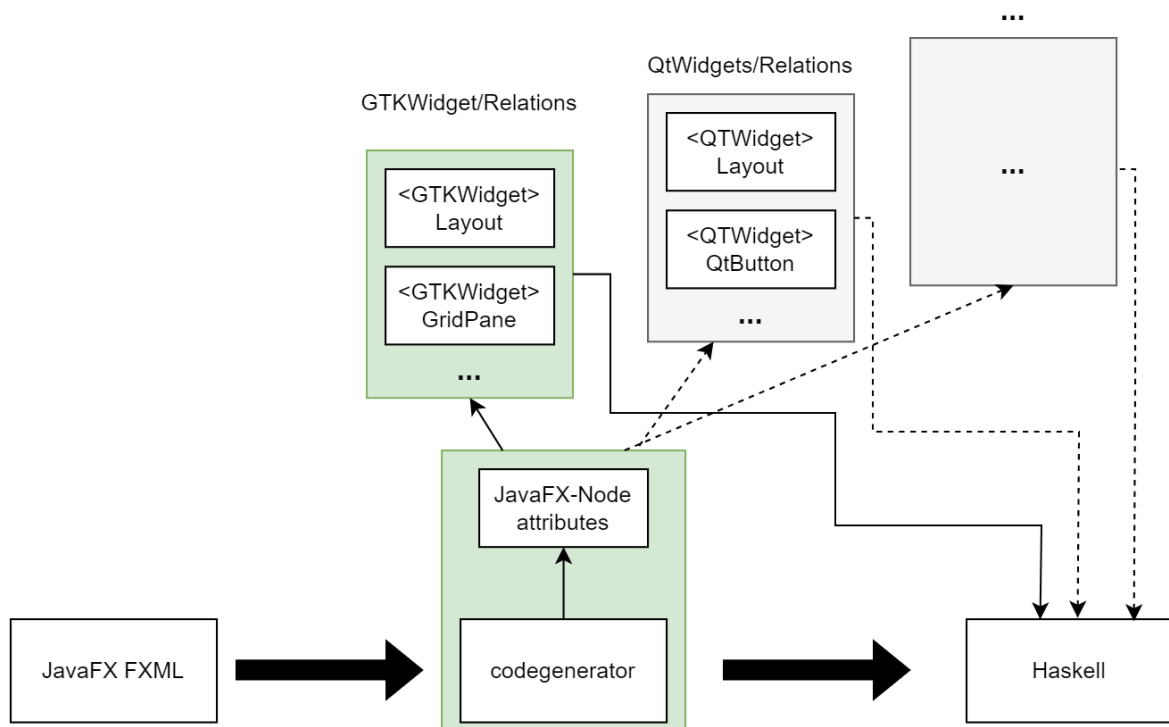 ...
QtWidgets/Relations
GTKWidget/Relations
<QTWidget>
Layout
...
<GTKWidget>
Layout
<QTWidget>
QtButton
<GTKWidget>
GridPane
...
...
JavaFX-Node
attributes
JavaFX FXML
codegenerator
Haskell